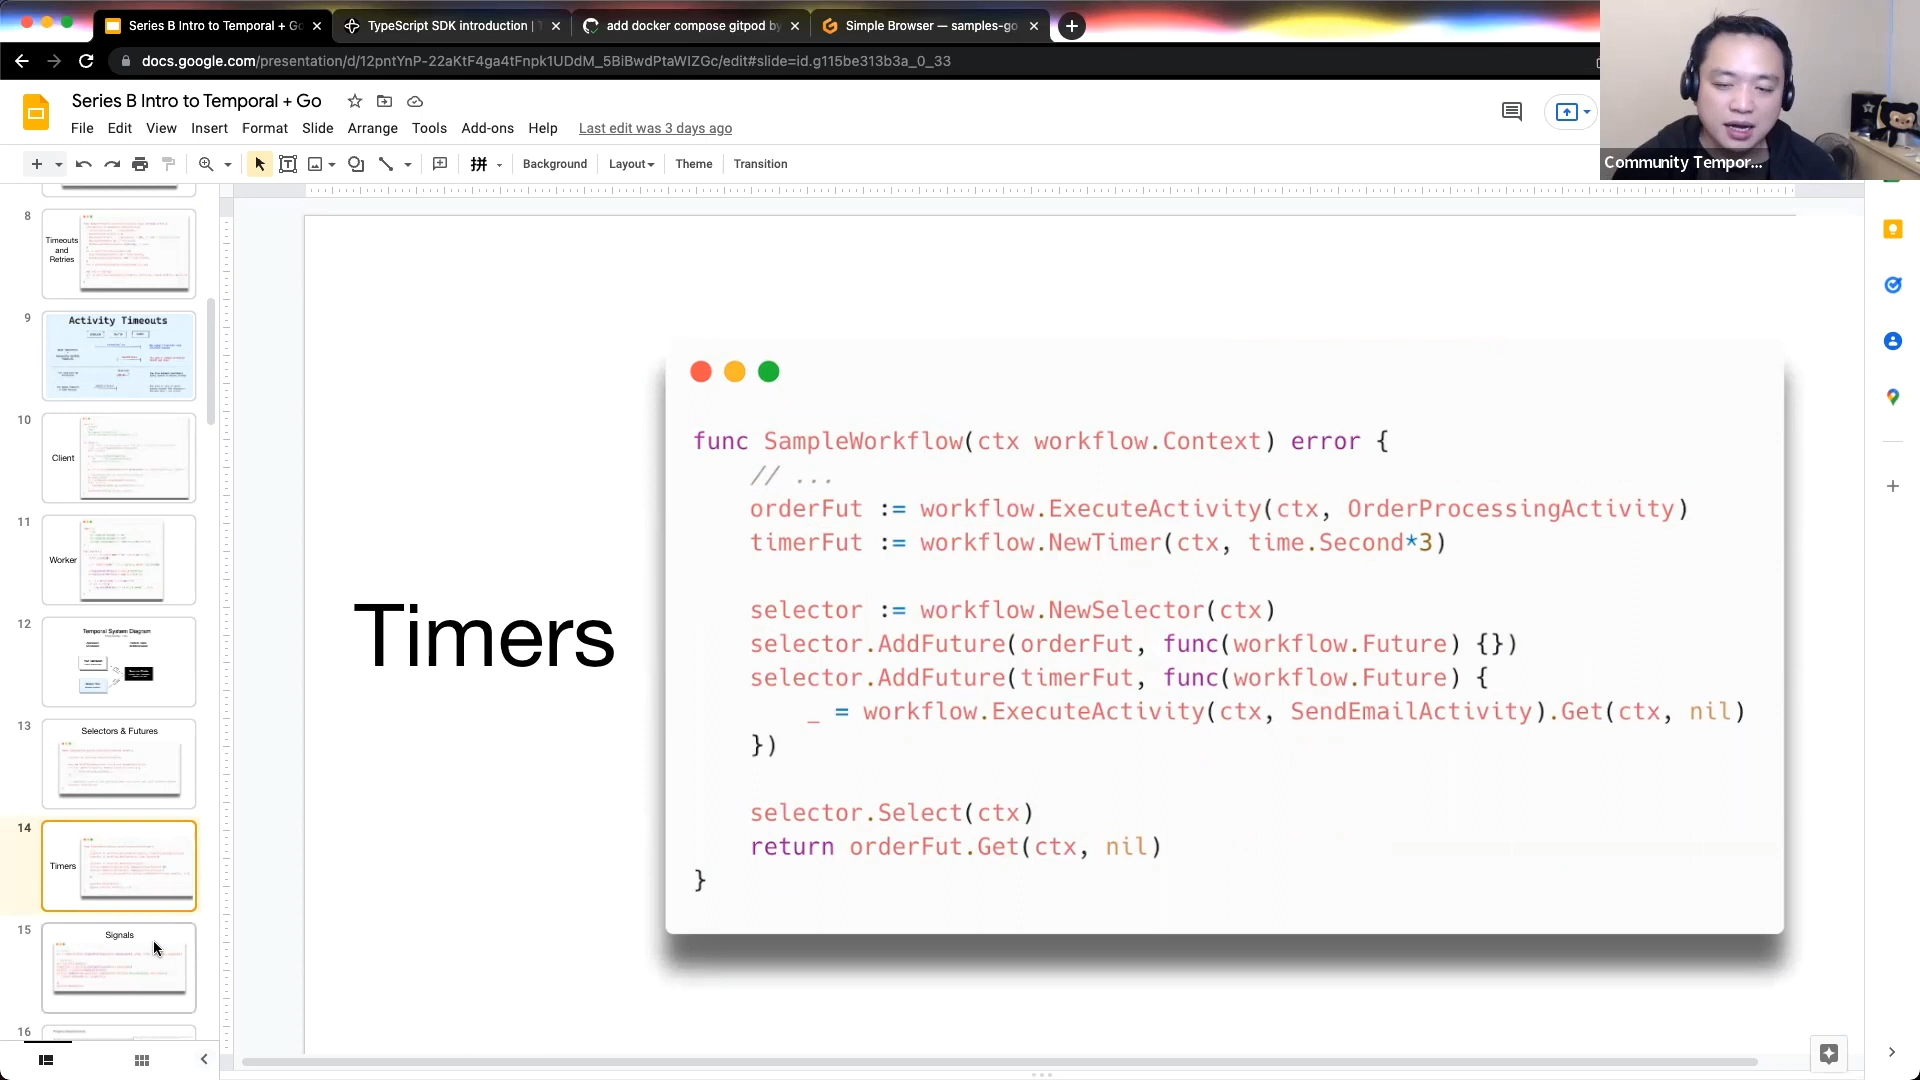 Series B Intro to Temporal + Go
TypeScript SDK introduction | T
add docker compose gitpod by
Simple Browser — samples-go
docs.google.com/presentation/d/12pntYnP-22aKtF4ga4tFnpk1UDdM_5BiBwdPtaWIZGc/edit#slide=id.g115be313b3a_0_33
Series B Intro to Temporal + Go
File Edit View Insert Format Slide Arrange Tools Add-ons Help Last edit was 3 days ago
Background Layout Theme Transition
Community Tempor...
8
Timeouts
and
Retries
9
Activity Timeouts
10
Client
11
Worker
12
Temporal System Diagram
13
Selectors & Futures
14
Timers
15
Signals
16
Timers
func SampleWorkflow(ctx workflow.Context) error {
// ...
orderFut := workflow.ExecuteActivity(ctx, OrderProcessingActivity)
timerFut := workflow.NewTimer(ctx, time.Second*3)
selector := workflow.NewSelector(ctx)
selector.AddFuture(orderFut, func(workflow.Future) {})
selector.AddFuture(timerFut, func(workflow.Future) {
_ = workflow.ExecuteActivity(ctx, SendEmailActivity).Get(ctx, nil)
})
selector.Select(ctx)
return orderFut.Get(ctx, nil)
}